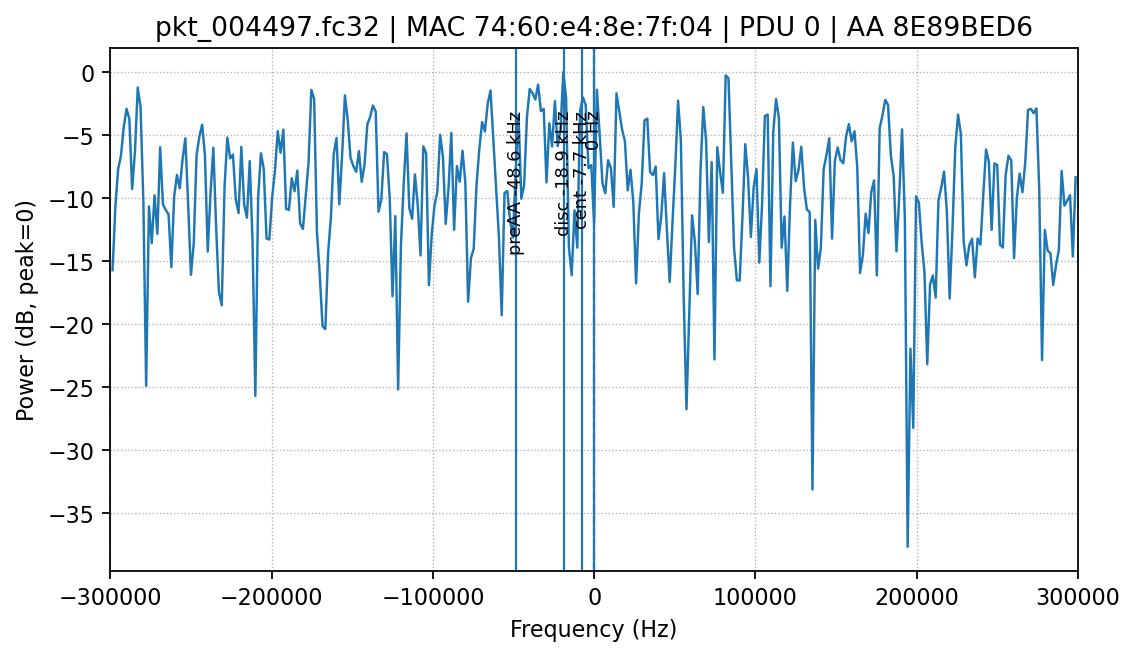 pkt_004497.fc32 | MAC 74:60:e4:8e:7f:04 | PDU 0 | AA 8E89BED6
Power (dB, peak=0)
0
−5
−10
−15
−20
−25
−30
−35
preAA -48.6 kHz
disc -18.9 kHz
cent -7.7 kHz
0 Hz
−300000
−200000
−100000
0
100000
200000
300000
Frequency (Hz)